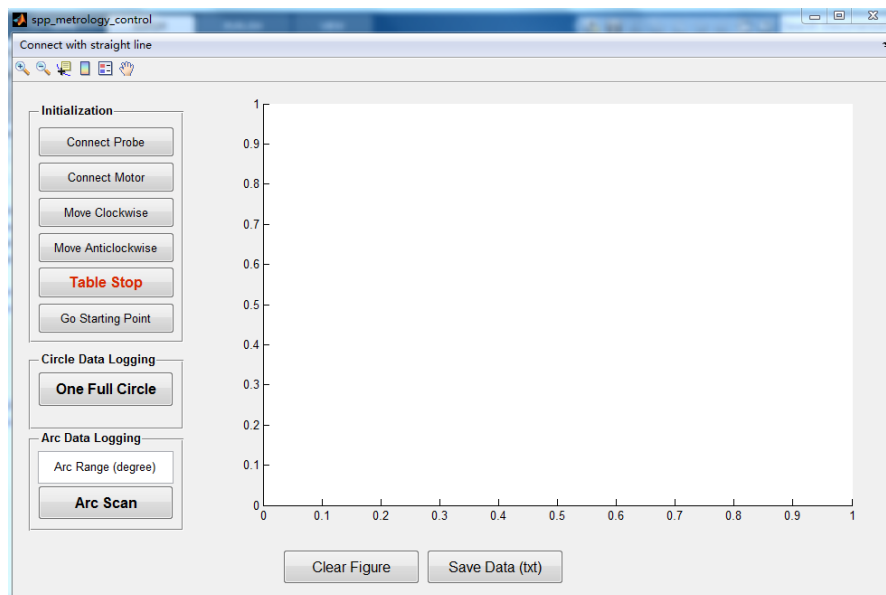 spp_metrology_control
Connect with straight line
Initialization
Connect Probe
Connect Motor
Move Clockwise
Move Anticlockwise
Table Stop
Go Starting Point
Circle Data Logging
One Full Circle
Arc Data Logging
Arc Range (degree)
Arc Scan
1
0.9
0.8
0.7
0.6
0.5
0.4
0.3
0.2
0.1
0
0 0.1 0.2 0.3 0.4 0.5 0.6 0.7 0.8 0.9 1
Clear Figure Save Data (txt)